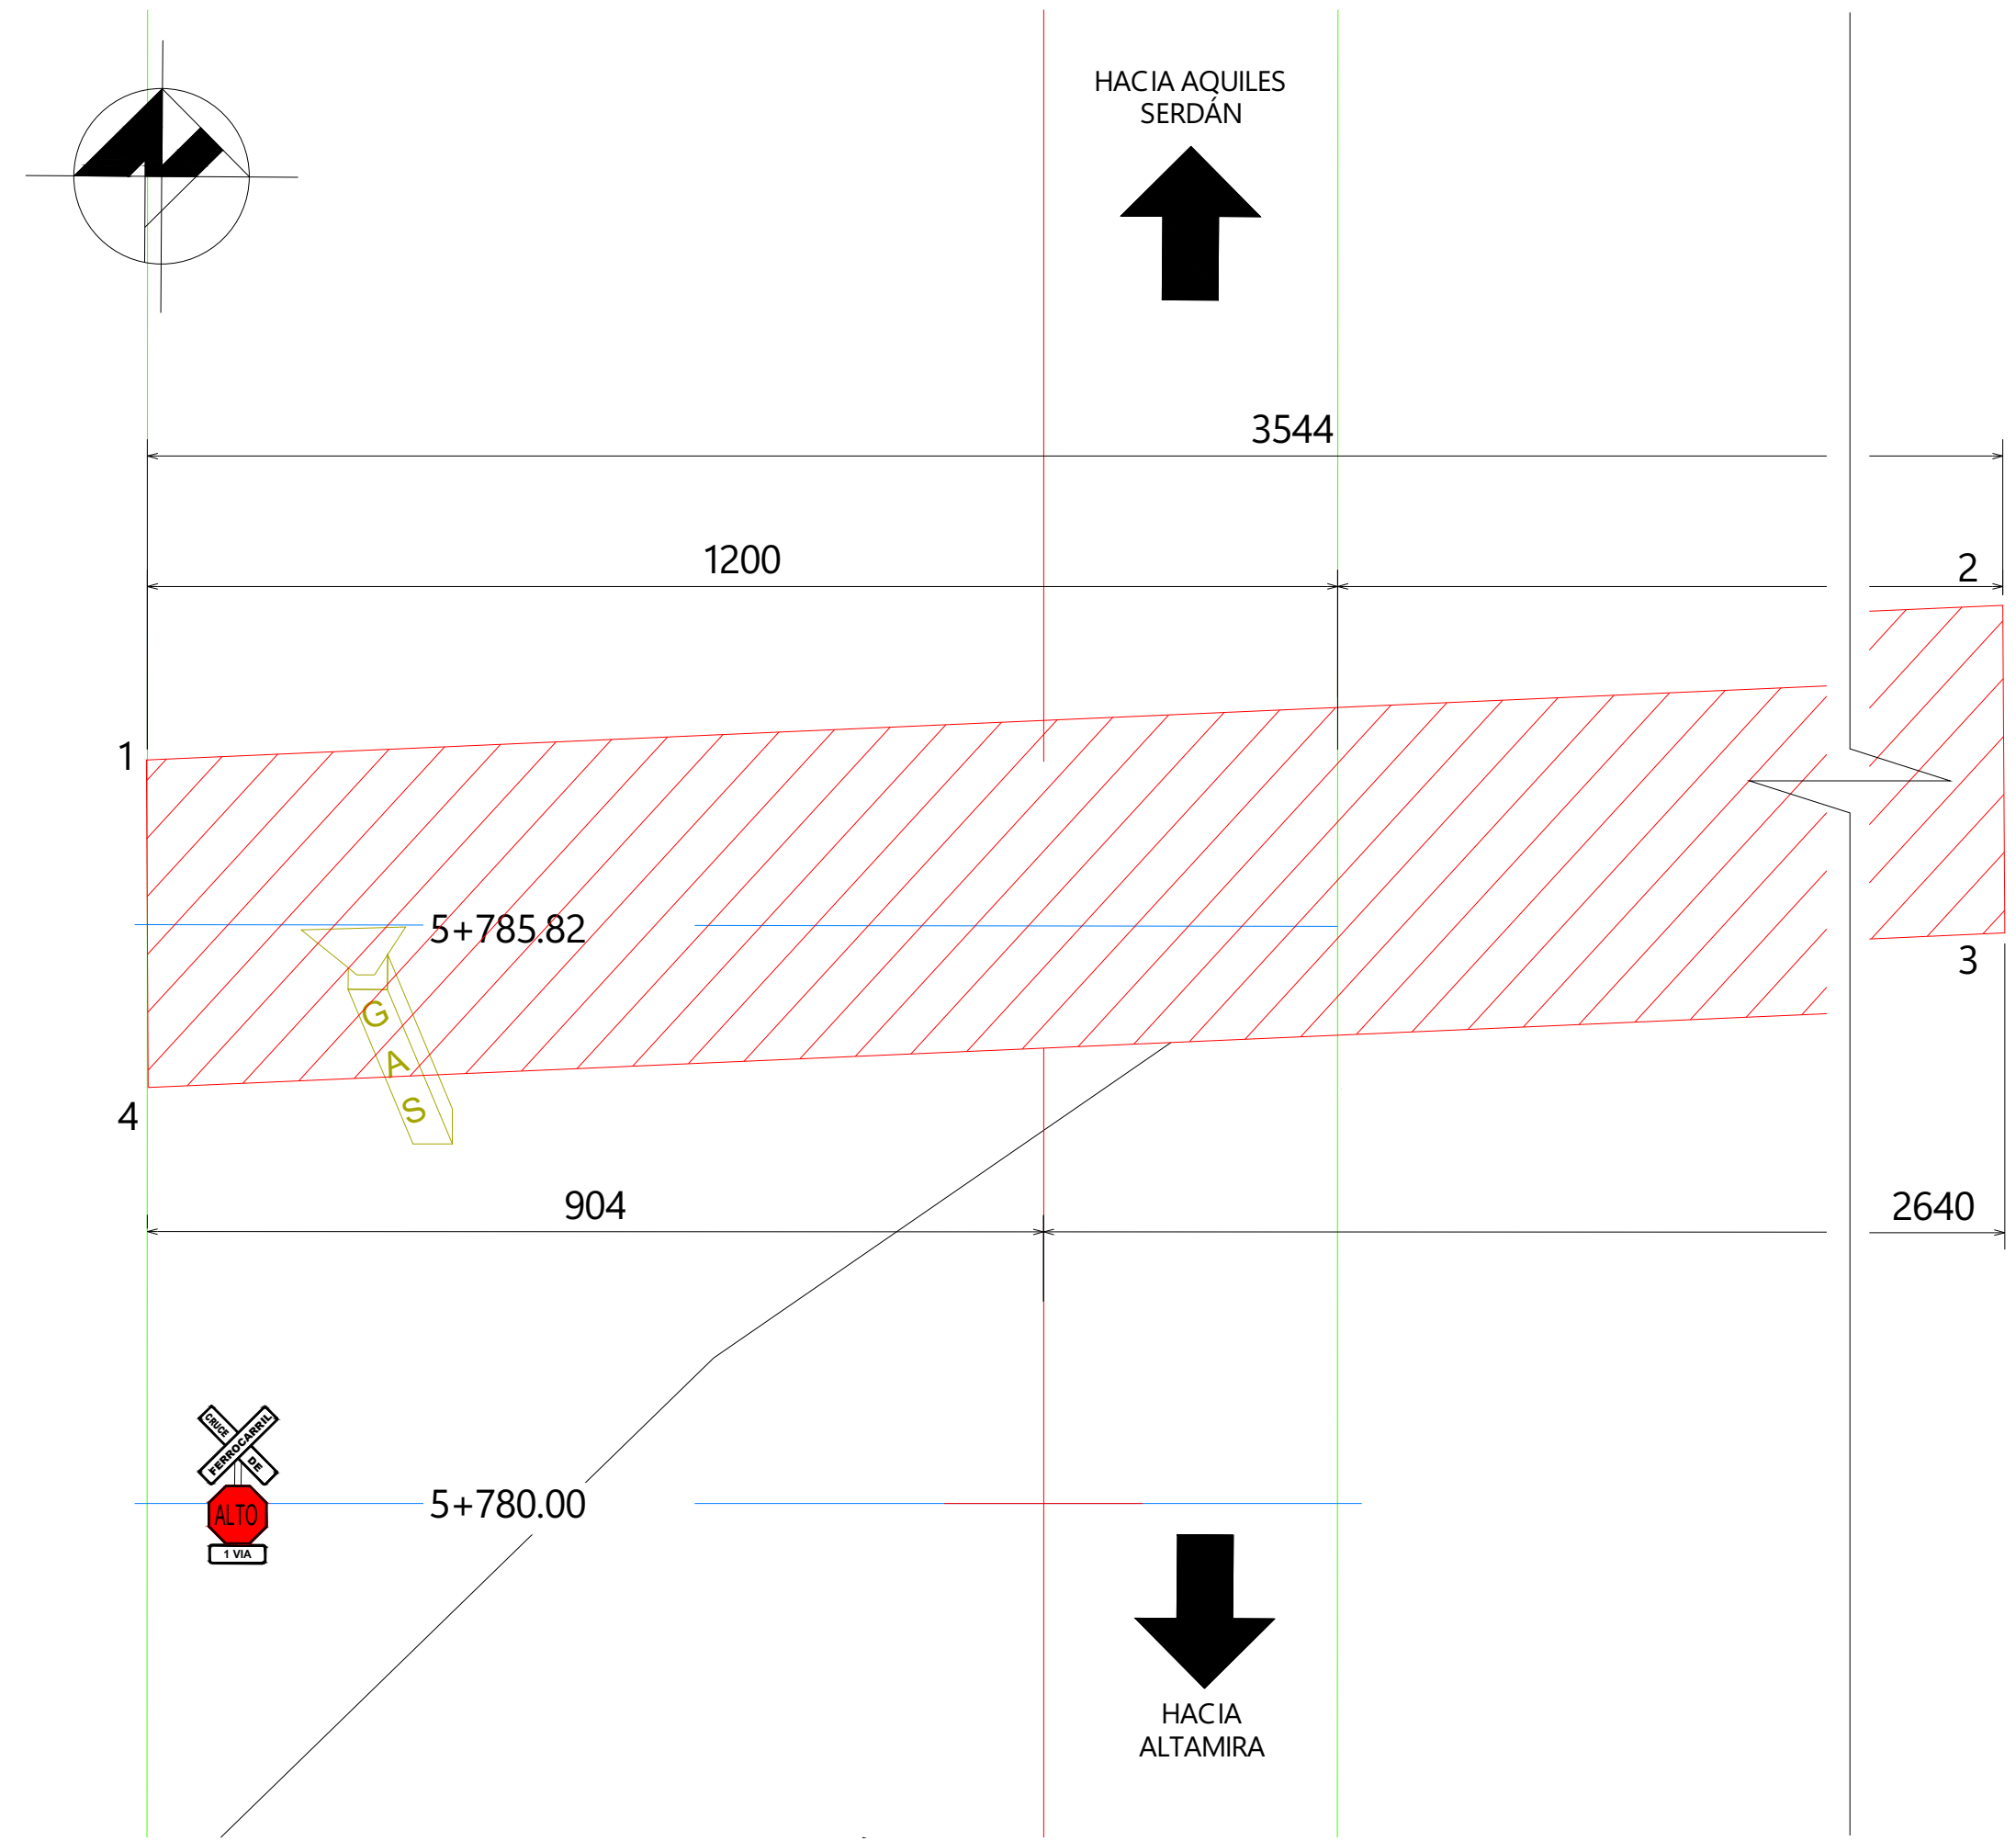 HACIA AQUILES
SERDÁN
3544
1200
2
1
5+785.82
G
A
S
3
4
904
2640
CRUCE
FERROCARRIL
DE
5+780.00
ALTO
1 VIA
HACIA
ALTAMIRA